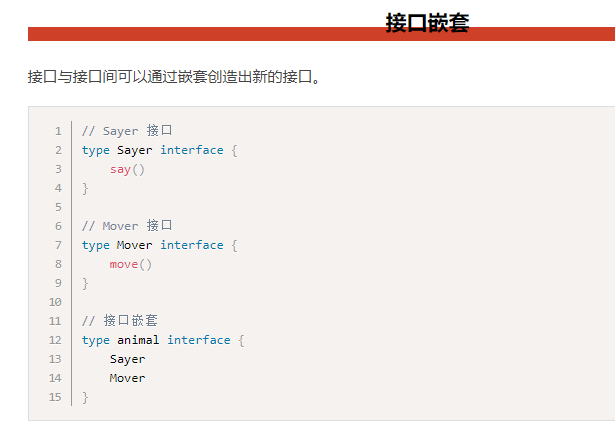 接口嵌套
接口与接口间可以通过嵌套创造出新的接口。
1 // Sayer 接口
2 type Sayer interface {
3     say()
4 }
5
6 // Mover 接口
7 type Mover interface {
8     move()
9 }
10
11 // 接口嵌套
12 type animal interface {
13     Sayer
14     Mover
15 }